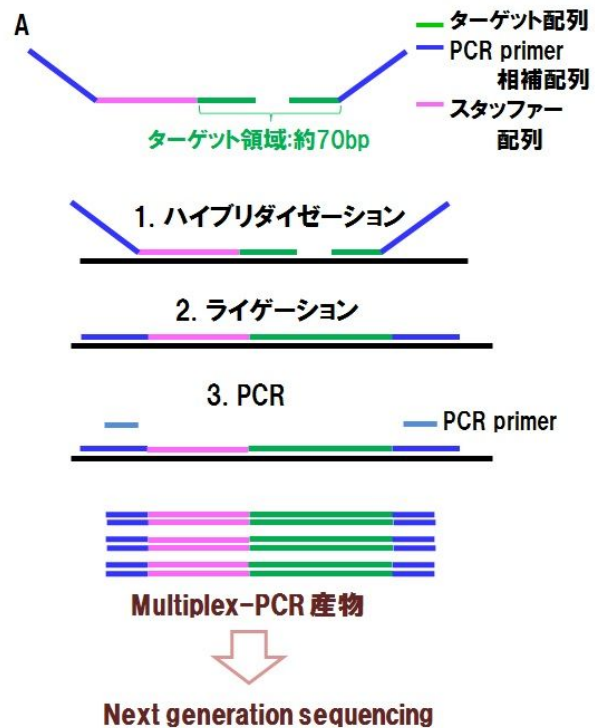 A
ターゲット配列
PCR primer
相補配列
スタッファー
配列
ターゲット領域:約70bp
1. ハイブリダイゼーション
2. ライゲーション
3. PCR
PCR primer
Multiplex-PCR 産物
Next generation sequencing